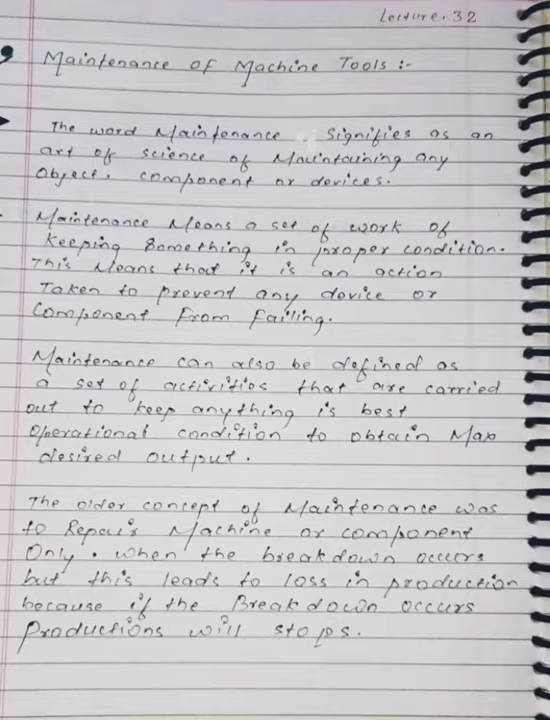 Lecture. 32
Maintenance of Machine Tools :-
The word Maintenance Signifies as an
art of science of Maintaining any
Object, component or devices.
Maintenance Means a set of work of
keeping Something in proper condition.
This Means that it is an action
Taken to prevent any device or
Component from failing.
Maintenance can also be defined as
a set of activities that are carried
out to keep anything is best
Operational condition to obtain Max
desired output.
The older concept of Maintenance was
to Repair Machine or component
Only. when the breakdown occurs
but this leads to loss in production
because if the Breakdown occurs
Productions will stops.